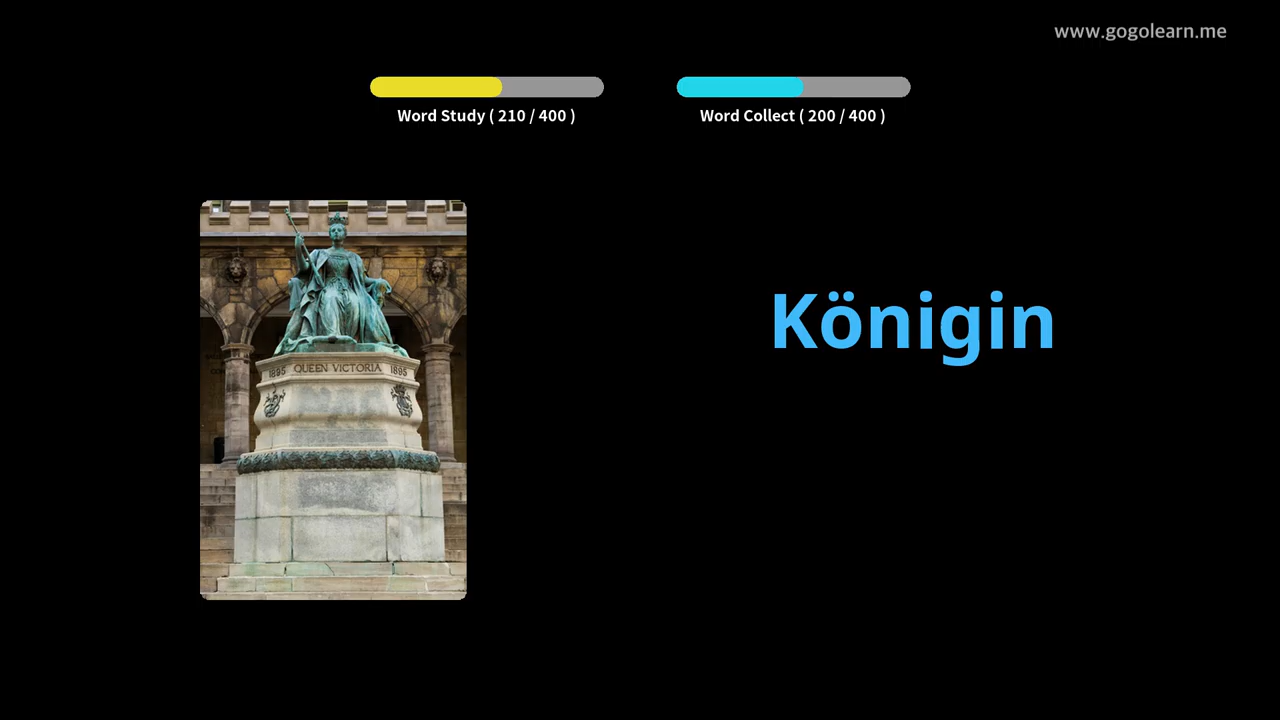 www.gogolearn.me
Word Study ( 210 / 400 )
Word Collect ( 200 / 400 )
Königin
1895 QUEEN VICTORIA 1895